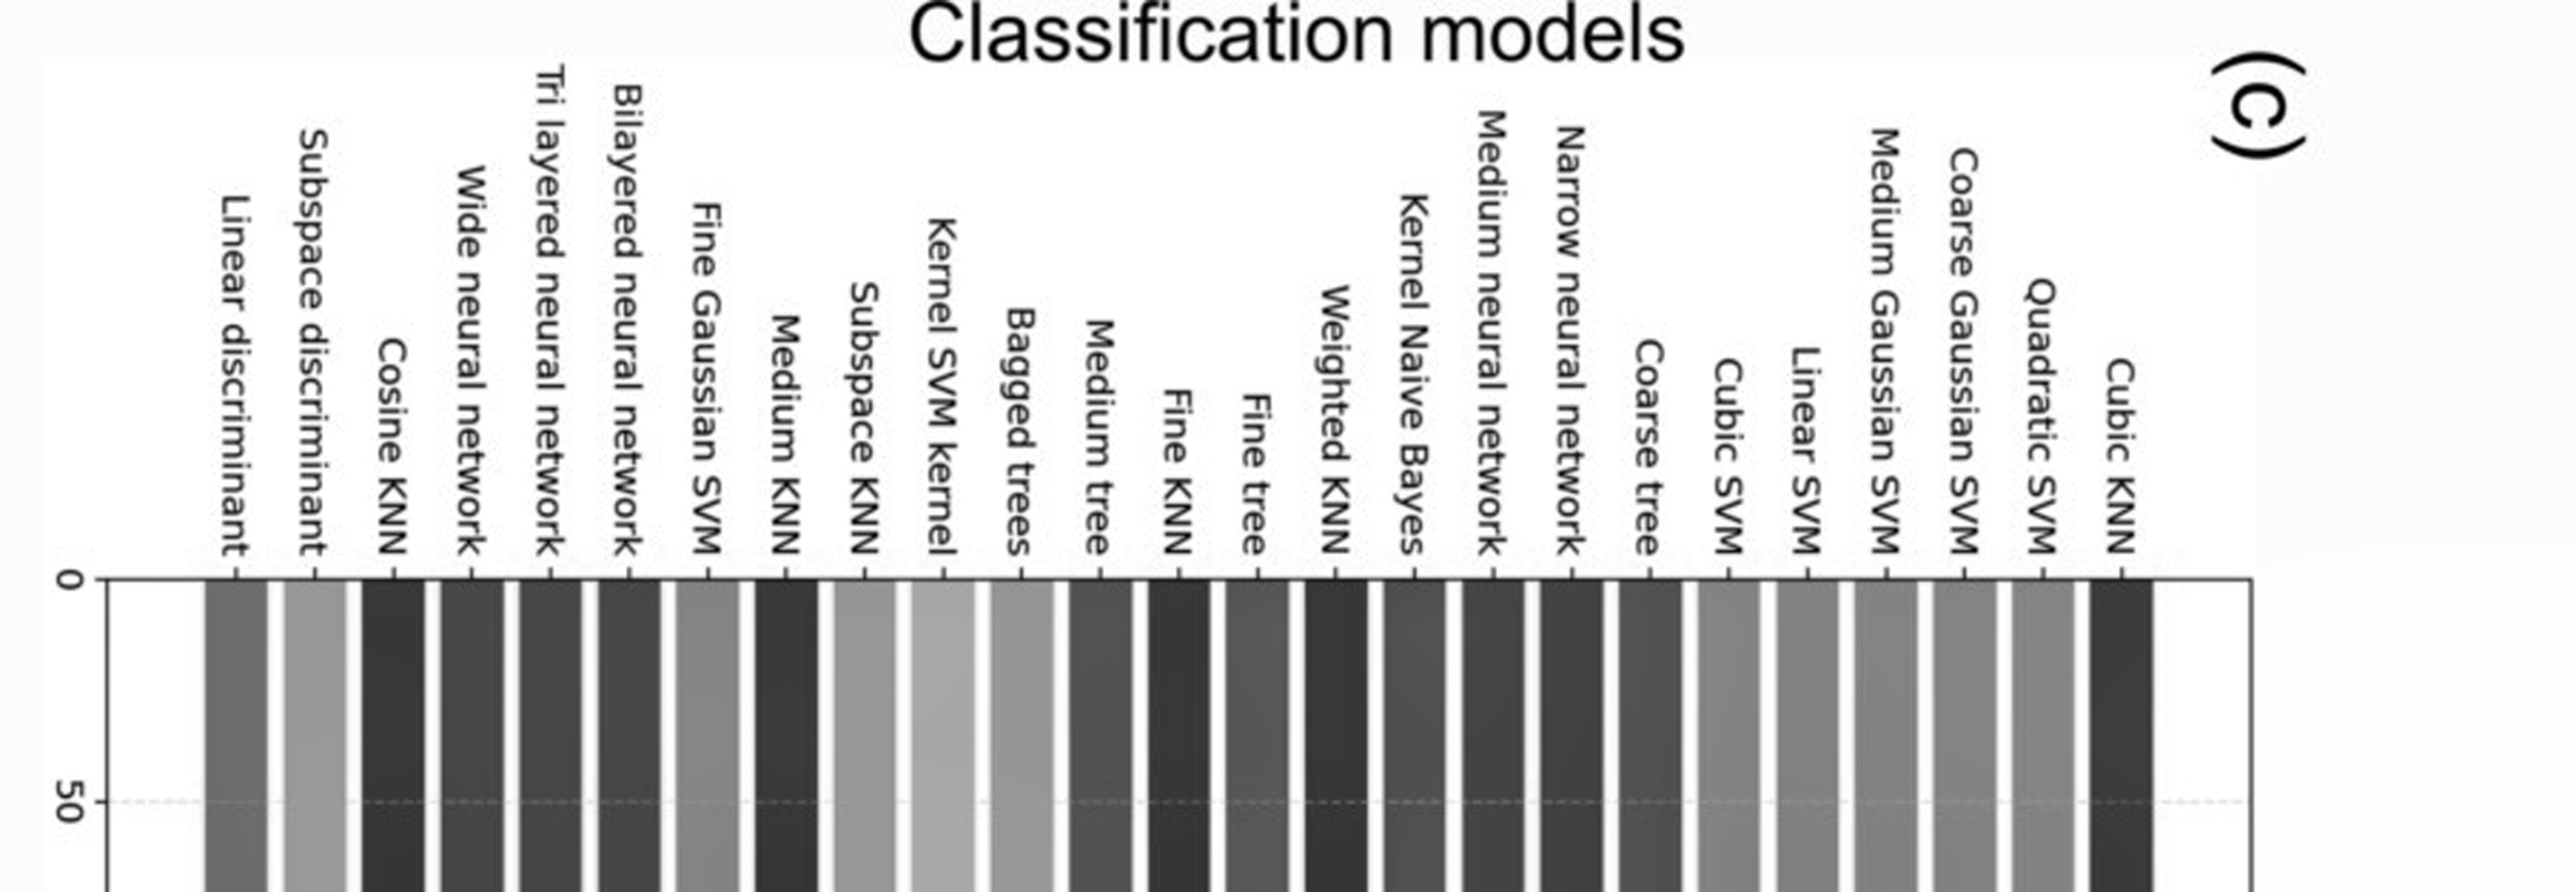 Classification models
(c)
Linear discriminant
Subspace discriminant
Cosine KNN
Wide neural network
Tri layered neural network
Bilayered neural network
Fine Gaussian SVM
Medium KNN
Subspace KNN
Kernel SVM kernel
Bagged trees
Medium tree
Fine KNN
Fine tree
Weighted KNN
Kernel Naive Bayes
Medium neural network
Narrow neural network
Coarse tree
Cubic SVM
Linear SVM
Medium Gaussian SVM
Coarse Gaussian SVM
Quadratic SVM
Cubic KNN
0
50